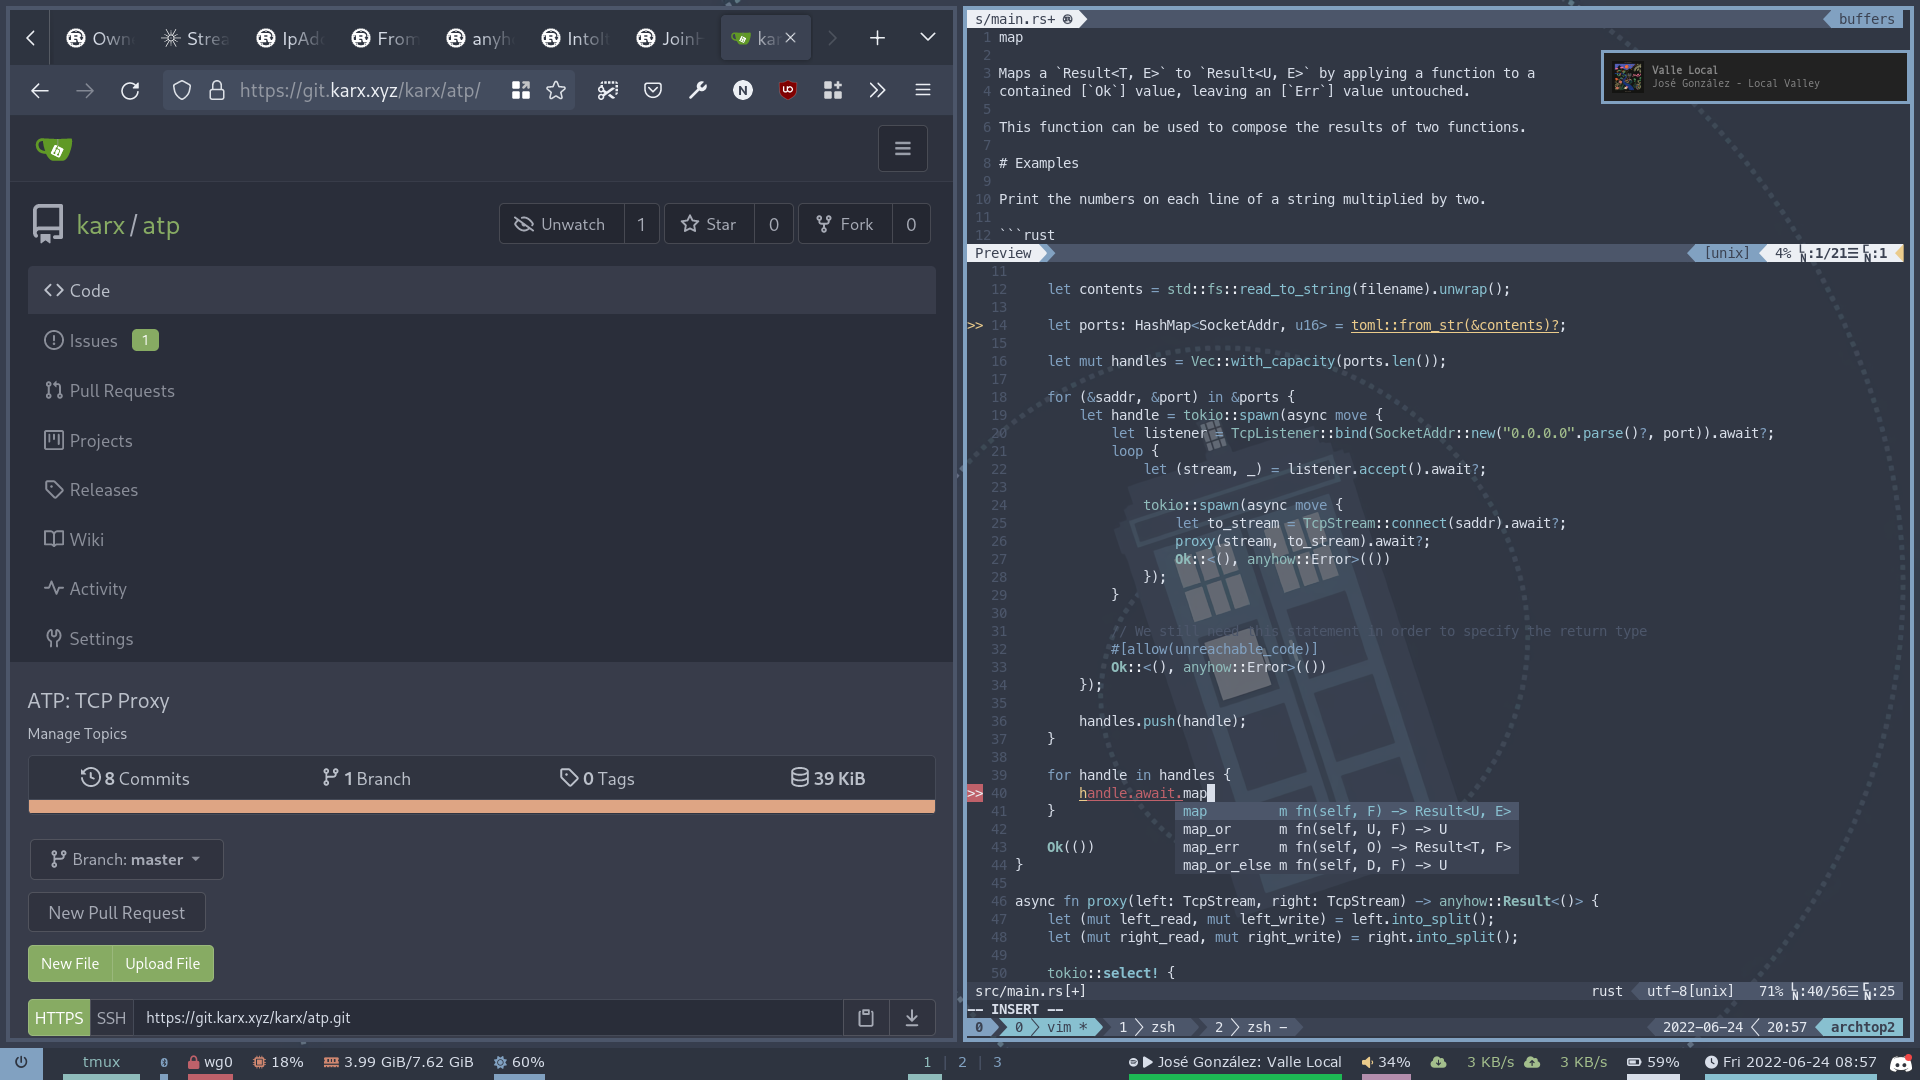 Own
Strea
IpAd
From
anyh
IntoI
Join
ka
https://git.karx.xyz/karx/atp/
karx / atp
Unwatch 1
Star 0
Fork 0
Code
Issues 1
Pull Requests
Projects
Releases
Wiki
Activity
Settings
ATP: TCP Proxy
Manage Topics
8 Commits
1 Branch
0 Tags
39 KiB
Branch: master
New Pull Request
New File
Upload File
HTTPS SSH https://git.karx.xyz/karx/atp.git
s/main.rs+ buffers
1 map
2
3 Maps a `Result<T, E>` to `Result<U, E>` by applying a function to a
4 contained [`Ok`] value, leaving an [`Err`] value untouched.
5
6 This function can be used to compose the results of two functions.
7
8 # Examples
9
10 Print the numbers on each line of a string multiplied by two.
11
12 ```rust
Valle Local
José González - Local Valley
Preview [unix] 4% :1/21☰ :1
11
12 let contents = std::fs::read_to_string(filename).unwrap();
13
>> 14 let ports: HashMap<SocketAddr, u16> = toml::from_str(&contents)?;
15
16 let mut handles = Vec::with_capacity(ports.len());
17
18 for (&saddr, &port) in &ports {
19 let handle = tokio::spawn(async move {
20 let listener = TcpListener::bind(SocketAddr::new("0.0.0.0".parse()?, port)).await?;
21 loop {
22 let (stream, _) = listener.accept().await?;
23
24 tokio::spawn(async move {
25 let to_stream = TcpStream::connect(saddr).await?;
26 proxy(stream, to_stream).await?;
27 Ok::<(), anyhow::Error>(())
28 });
29 }
30
31 // We still need this statement in order to specify the return type
32 #[allow(unreachable_code)]
33 Ok::<(), anyhow::Error>(())
34 });
35
36 handles.push(handle);
37 }
38
39 for handle in handles {
>> 40 handle.await.map
41 } map m fn(self, F) -> Result<U, E>
42 map_or m fn(self, U, F) -> U
43 Ok(()) map_err m fn(self, O) -> Result<T, F>
44 } map_or_else m fn(self, D, F) -> U
45
46 async fn proxy(left: TcpStream, right: TcpStream) -> anyhow::Result<()> {
47 let (mut left_read, mut left_write) = left.into_split();
48 let (mut right_read, mut right_write) = right.into_split();
49
50 tokio::select! {
src/main.rs[+] rust utf-8[unix] 71% :40/56☰ :25
-- INSERT --
0 0 vim * 1 zsh 2 zsh - 2022-06-24 20:57 archtop2
tmux 0 wg0 18% 3.99 GiB/7.62 GiB 60% 1 | 2 | 3 José González: Valle Local 34% 3 KB/s 3 KB/s 59% Fri 2022-06-24 08:57